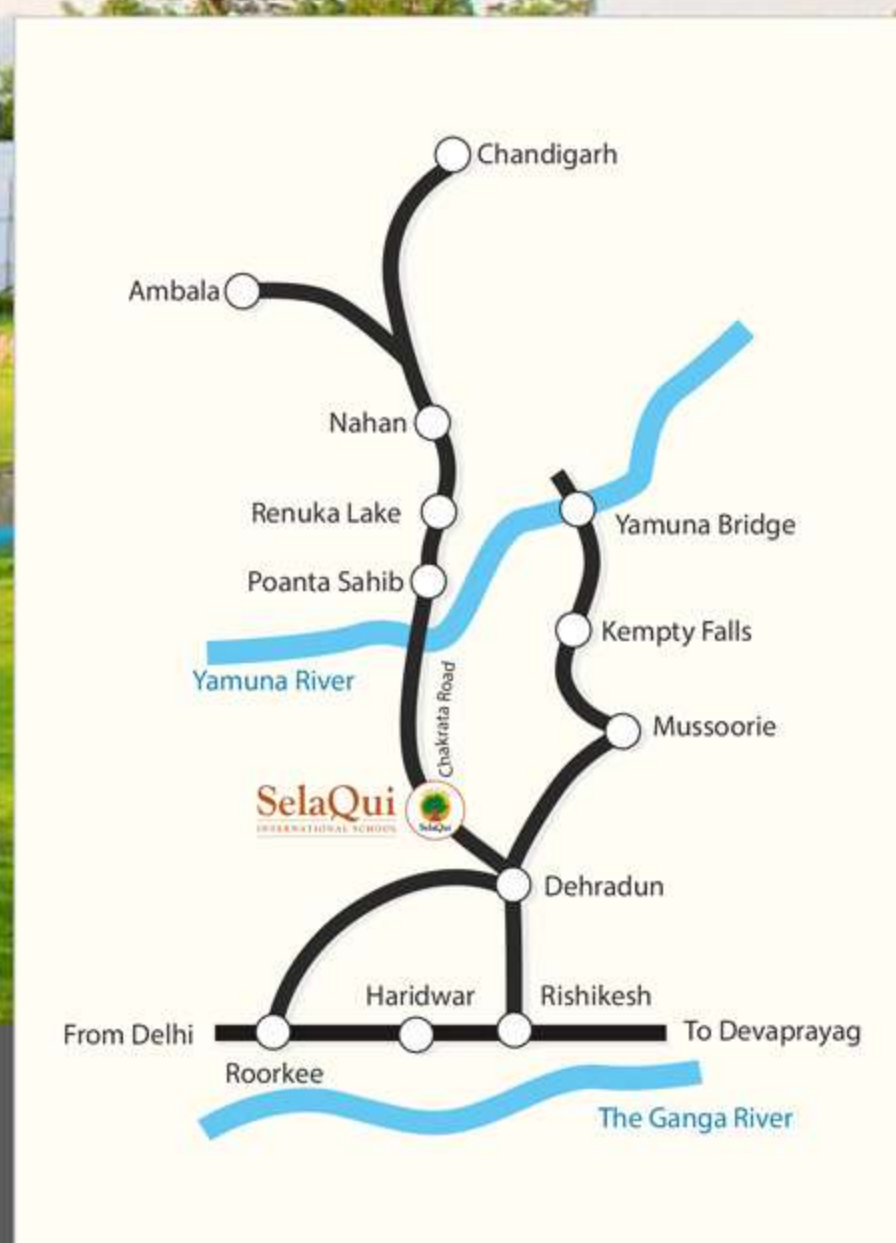 Chandigarh
Ambala
Nahan
Renuka Lake
Yamuna Bridge
Poanta Sahib
Kempty Falls
Yamuna River
Chakrata Road
Mussoorie
SelaQui
INTERNATIONAL SCHOOL
SelaQui
Dehradun
Haridwar
Rishikesh
From Delhi
To Devaprayag
Roorkee
The Ganga River